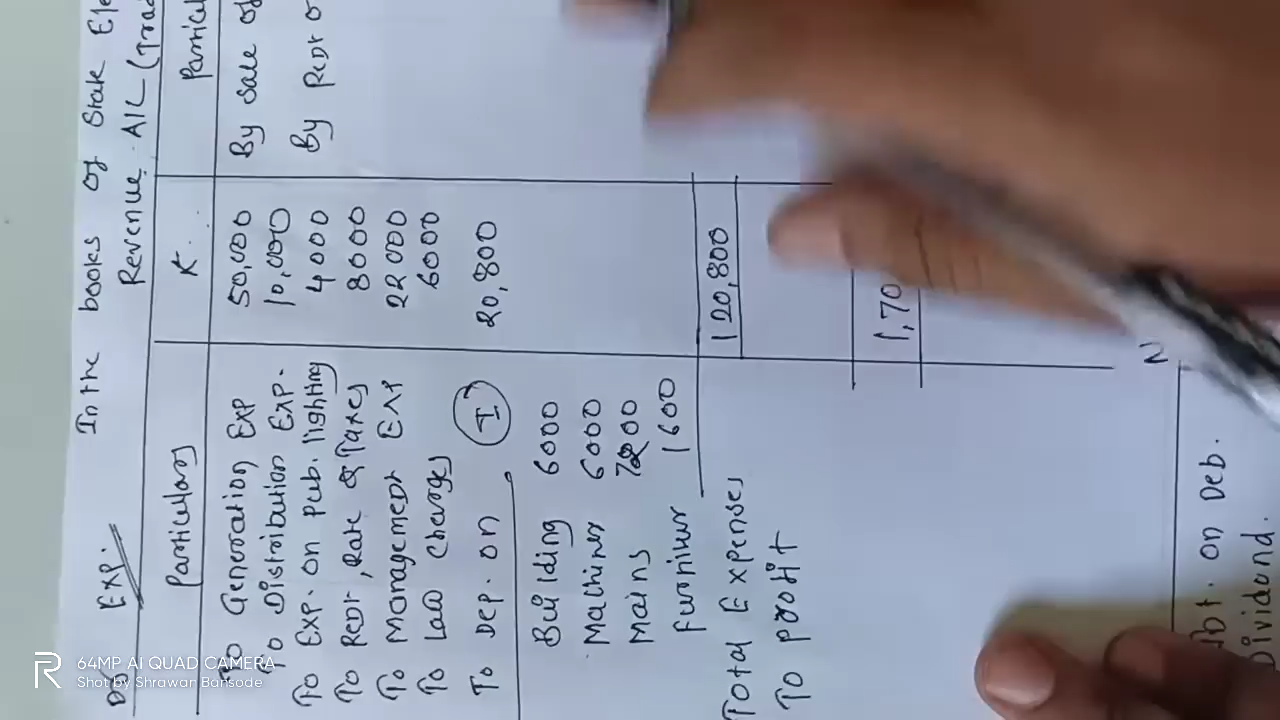 In the books of State Ele
Revenue A/C (Trad
Dr Exp.
Particulars ₹ Particul
To Generation Exp 50,000 By Sale of
To Distribution Exp. 10,000 By Rent o
To Exp. on Pub. lighting 4000
To Rent, Rate & Taxes 8000
To Management Exp 22000
To Law Charges 6000
To Dep. on (I) 20,800
Building 6000
Machines 6000
Mains 7200
Furniture 1600
Total Expenses 120,800
To profit
1,70
N
Int. on Deb.
Dividend.
64MP AI QUAD CAMERA
Shot by Shrawan Bansode